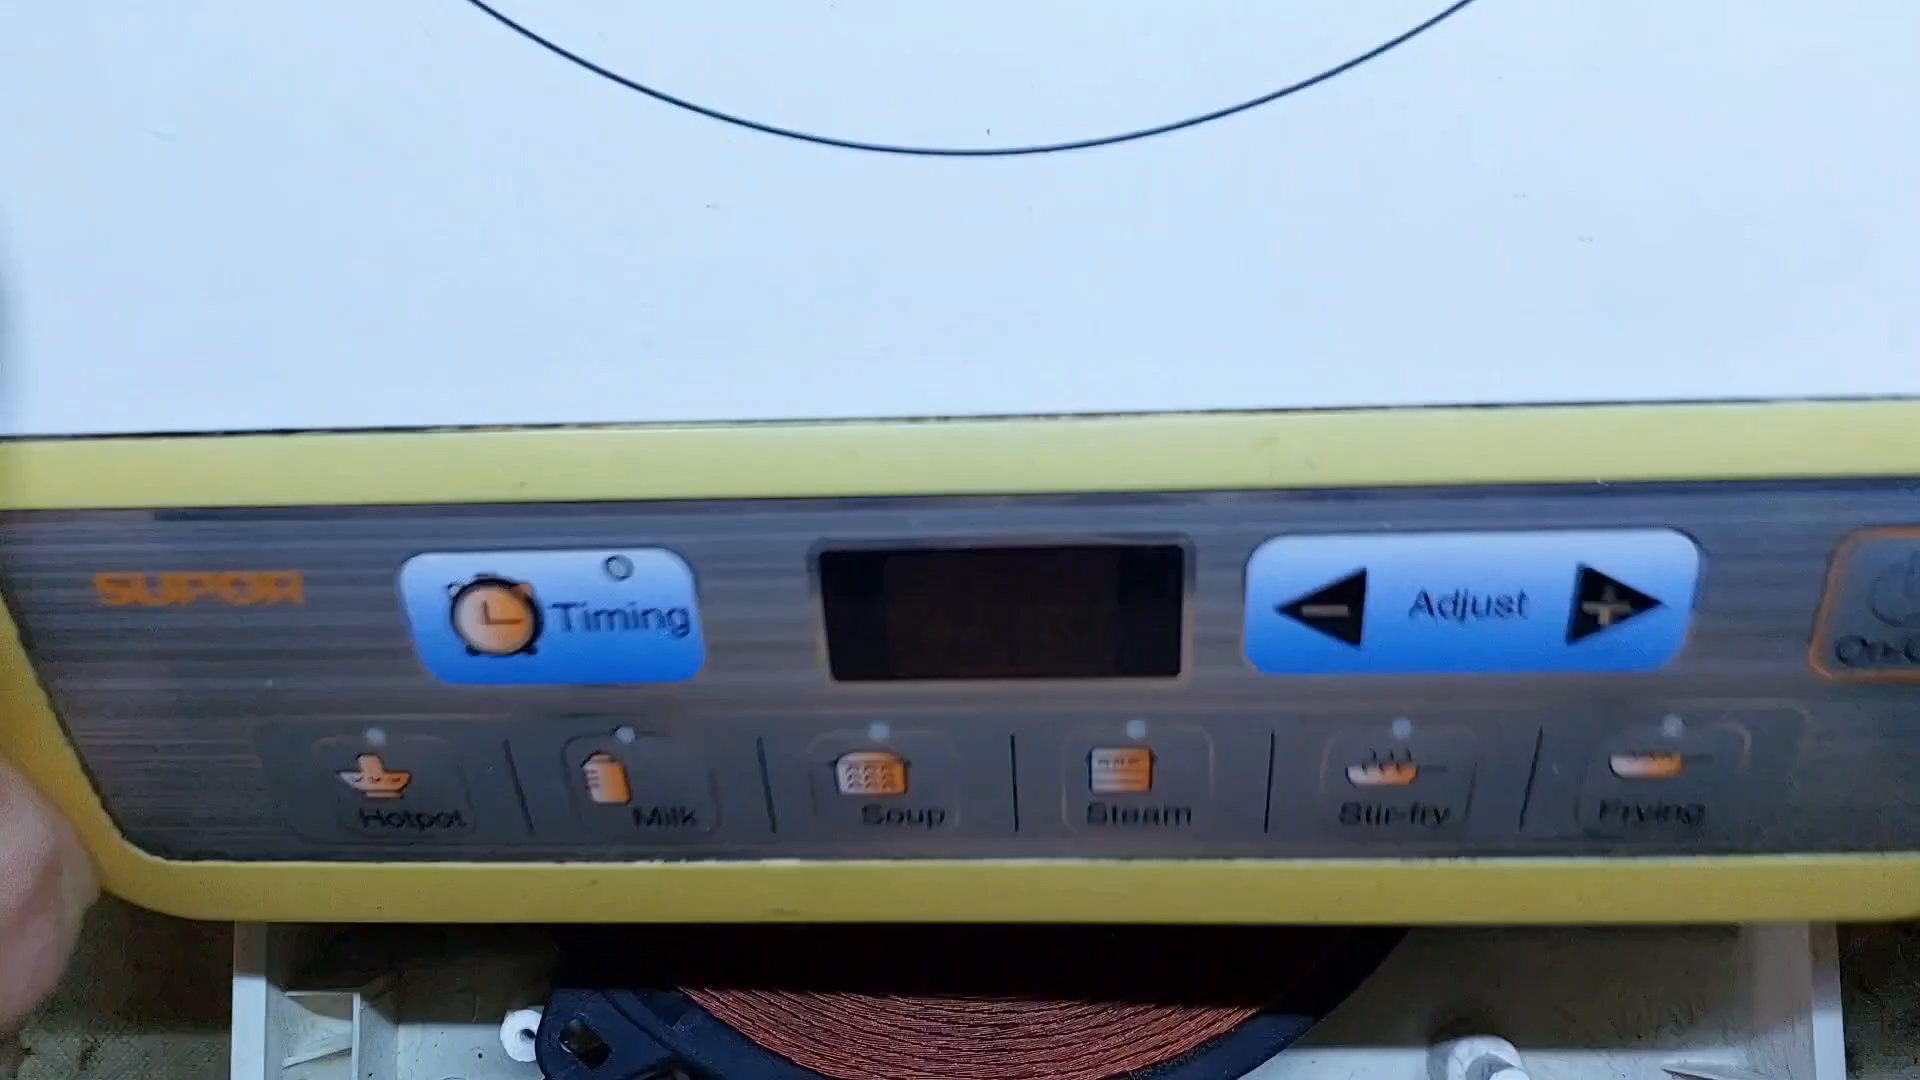 SUPOR
Timing
- Adjust +
Hotpot
Milk
Soup
Steam
Stir-fry
Frying